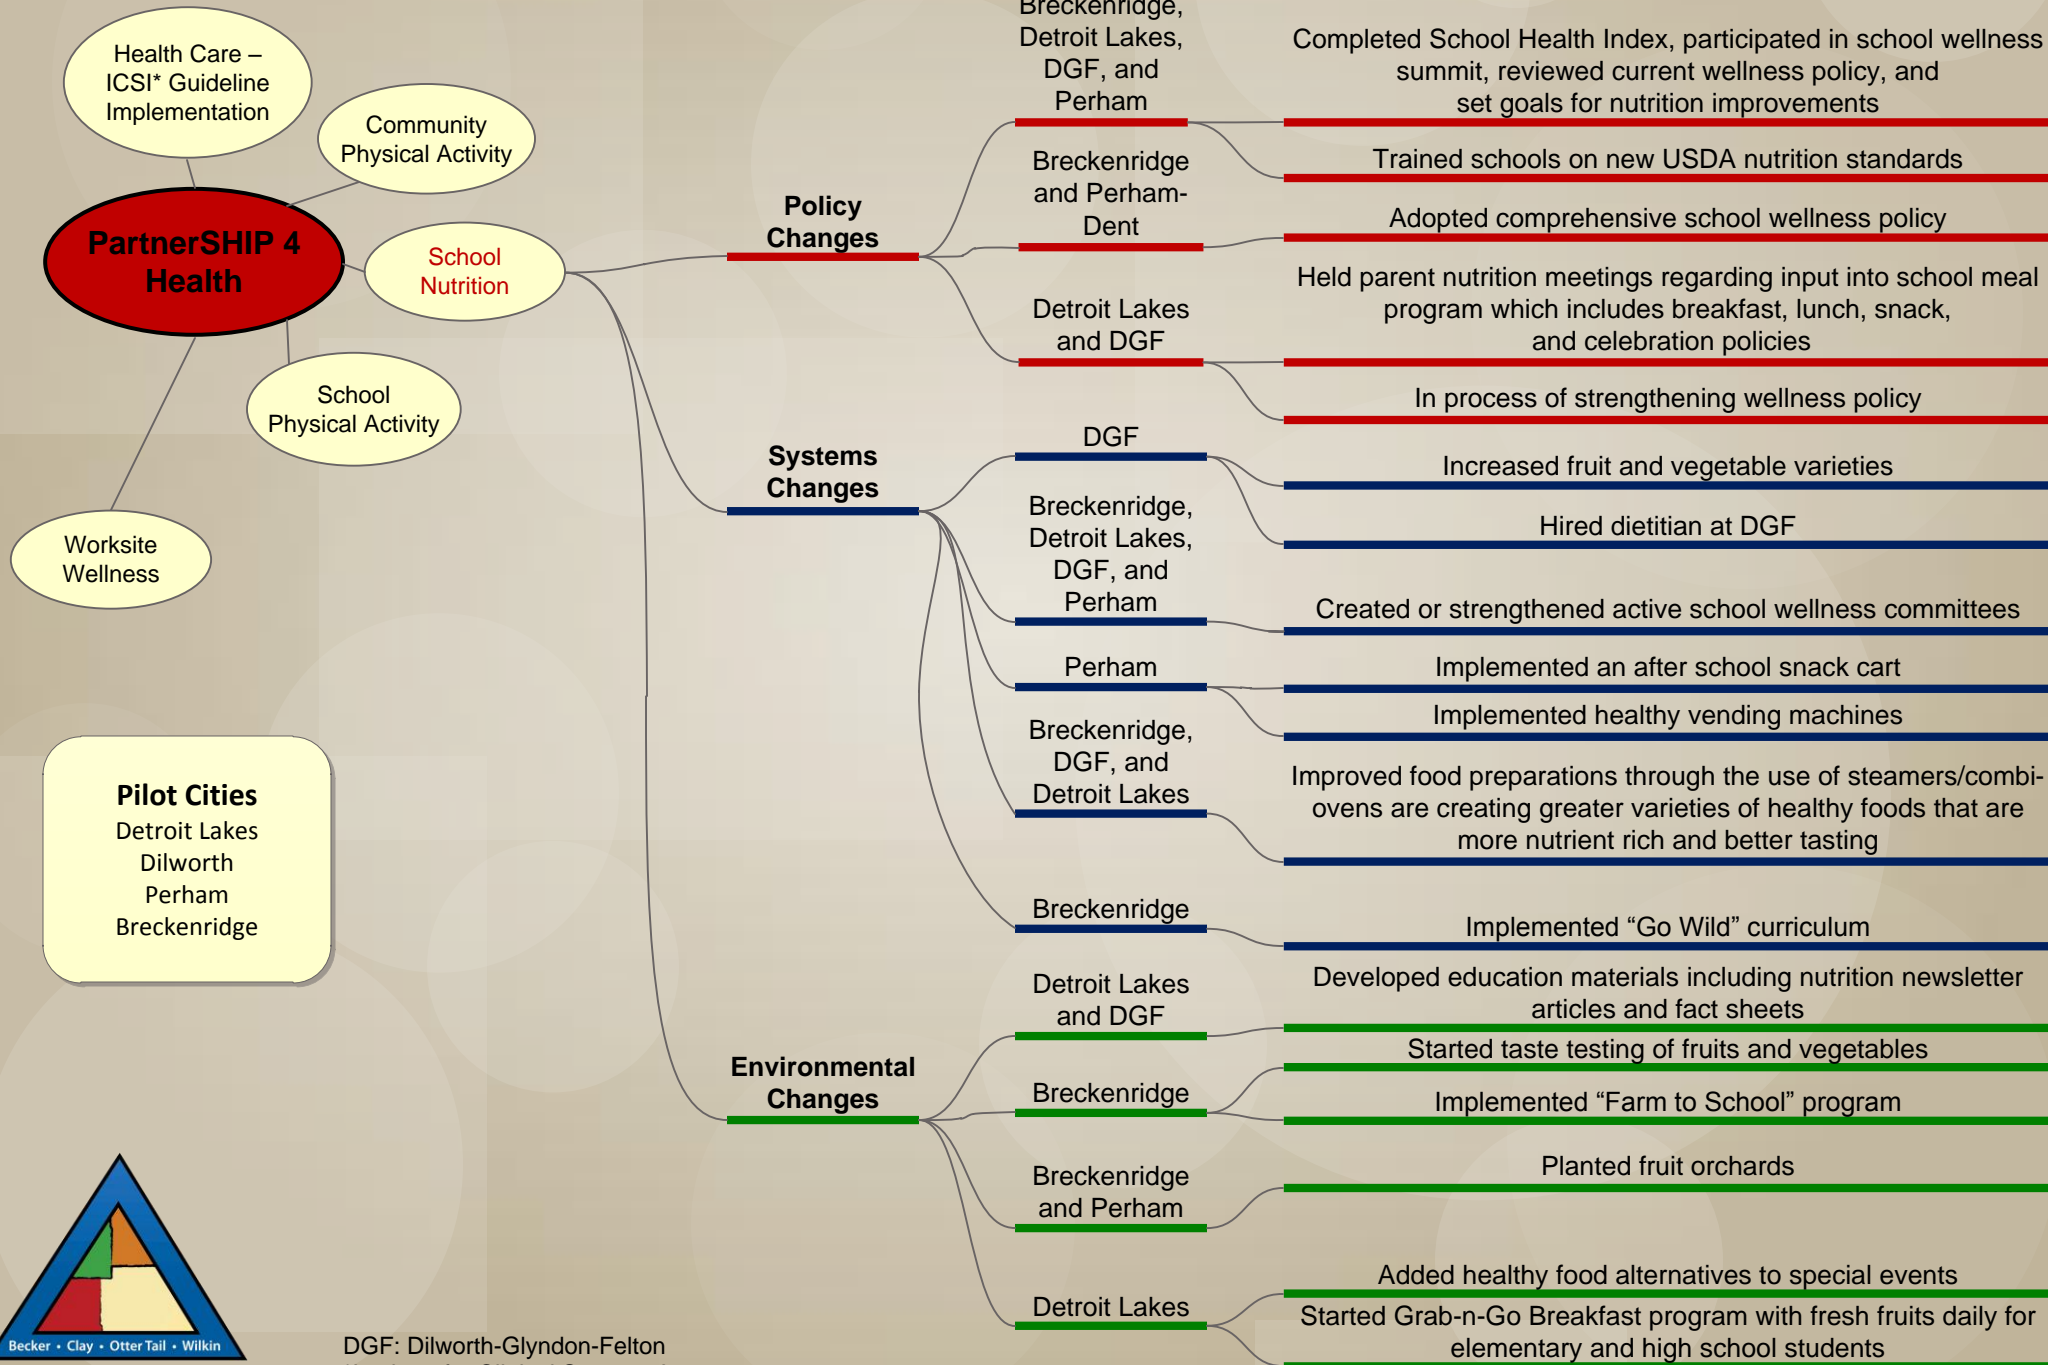 Health Care –
ICSI* Guideline
Implementation
Community
Physical Activity
PartnerSHIP 4
Health
School
Nutrition
School
Physical Activity
Worksite
Wellness
Pilot Cities
Detroit Lakes
Dilworth
Perham
Breckenridge
Policy
Changes
Breckenridge,
Detroit Lakes,
DGF, and
Perham
Completed School Health Index, participated in school wellness
summit, reviewed current wellness policy, and
set goals for nutrition improvements
Trained schools on new USDA nutrition standards
Breckenridge
and Perham-
Dent
Adopted comprehensive school wellness policy
Detroit Lakes
and DGF
Held parent nutrition meetings regarding input into school meal
program which includes breakfast, lunch, snack,
and celebration policies
In process of strengthening wellness policy
Systems
Changes
DGF
Increased fruit and vegetable varieties
Hired dietitian at DGF
Breckenridge,
Detroit Lakes,
DGF, and
Perham
Created or strengthened active school wellness committees
Perham
Implemented an after school snack cart
Implemented healthy vending machines
Breckenridge,
DGF, and
Detroit Lakes
Improved food preparations through the use of steamers/combi-
ovens are creating greater varieties of healthy foods that are
more nutrient rich and better tasting
Breckenridge
Implemented “Go Wild” curriculum
Environmental
Changes
Detroit Lakes
and DGF
Developed education materials including nutrition newsletter
articles and fact sheets
Breckenridge
Started taste testing of fruits and vegetables
Implemented “Farm to School” program
Breckenridge
and Perham
Planted fruit orchards
Detroit Lakes
Added healthy food alternatives to special events
Started Grab-n-Go Breakfast program with fresh fruits daily for
elementary and high school students
Becker • Clay • Otter Tail • Wilkin
DGF: Dilworth-Glyndon-Felton